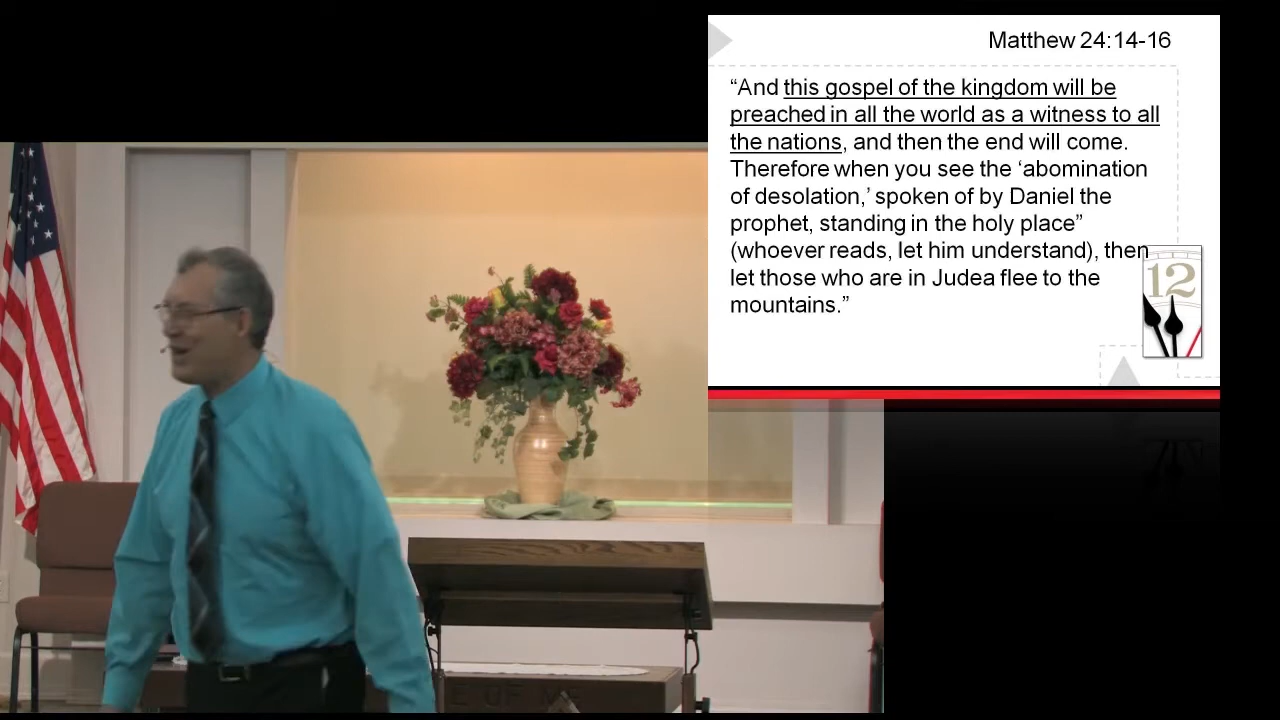 Matthew 24:14-16
“And this gospel of the kingdom will be
preached in all the world as a witness to all
the nations, and then the end will come.
Therefore when you see the ‘abomination
of desolation,’ spoken of by Daniel the
prophet, standing in the holy place”
(whoever reads, let him understand), then
let those who are in Judea flee to the
mountains.”
12
E OF ME